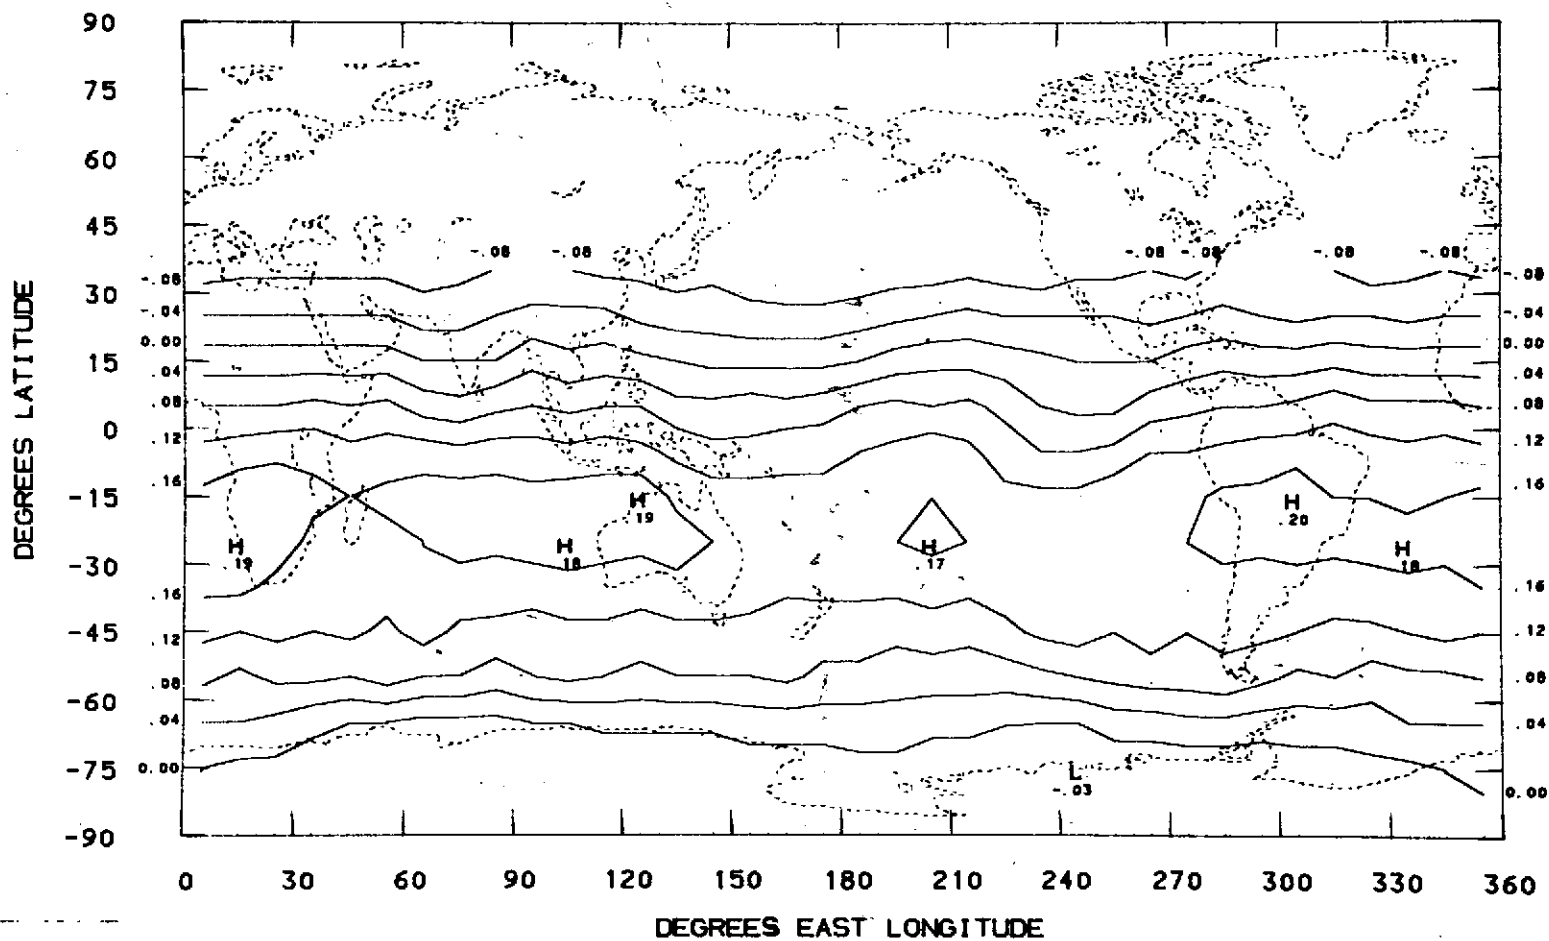 90
75
60
45
30
15
0
-15
-30
-45
-60
-75
-90
DEGREES LATITUDE
-.08 -.08 -.08 -.08 -.08 -.08
-.08 -.08
-.04 -.04
0.00 0.00
.04 .04
.08 .08
.12 .12
.16 .16
H .19
H .20
H .19
H .18
H .17
H .18
.16 .16
.12 .12
.08 .08
.04 .04
0.00 0.00
L -.03
0 30 60 90 120 150 180 210 240 270 300 330 360
DEGREES EAST LONGITUDE